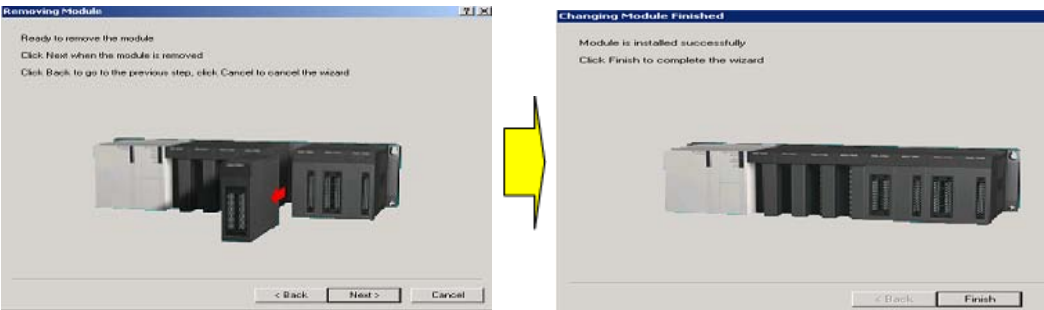 Removing Module
Ready to remove the module
Click Next when the module is removed
Click Back to go to the previous step, click Cancel to cancel the wizard
< Back
Next >
Cancel
Changing Module Finished
Module is installed successfully
Click Finish to complete the wizard
< Back
Finish